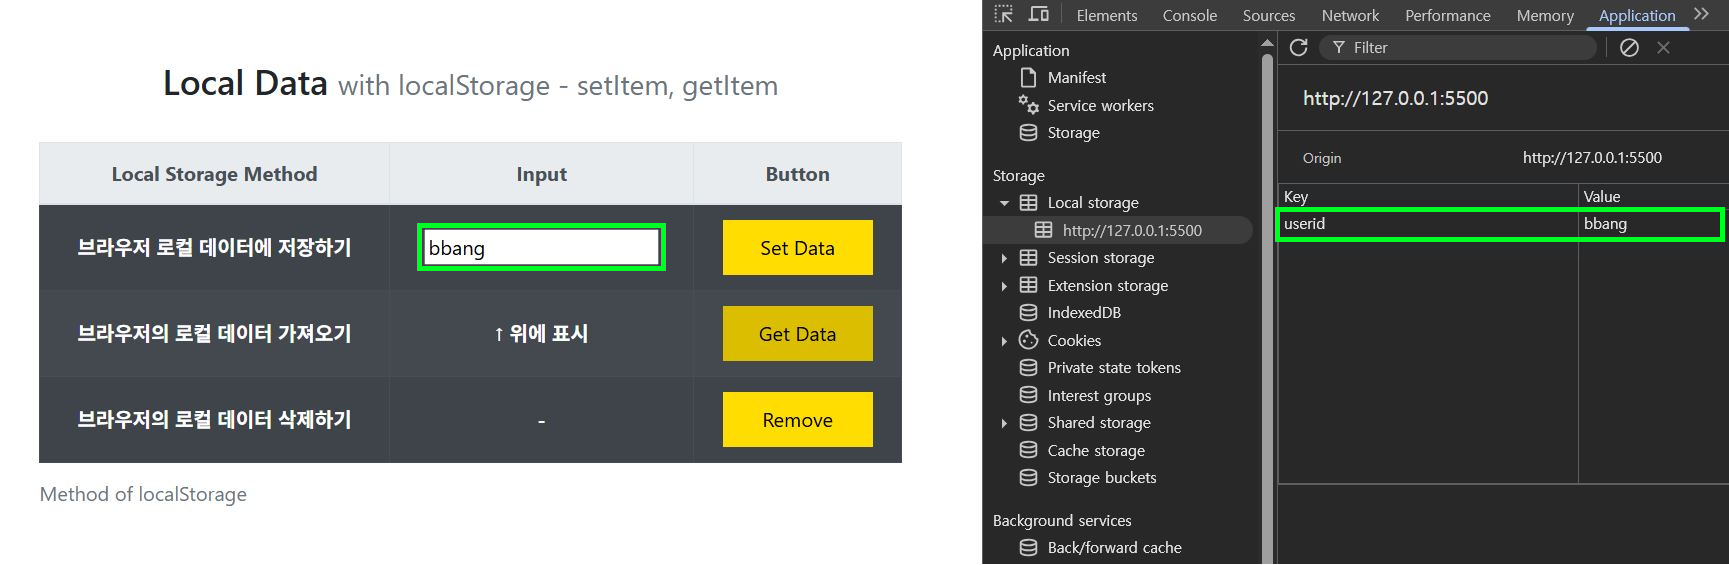 Local Data with localStorage - setItem, getItem
Local Storage Method Input Button
브라우저 로컬 데이터에 저장하기 bbang Set Data
브라우저의 로컬 데이터 가져오기 ↑ 위에 표시 Get Data
브라우저의 로컬 데이터 삭제하기 - Remove
Method of localStorage
Elements Console Sources Network Performance Memory Application
Application
Manifest
Service workers
Storage
Storage
Local storage
http://127.0.0.1:5500
Session storage
Extension storage
IndexedDB
Cookies
Private state tokens
Interest groups
Shared storage
Cache storage
Storage buckets
Background services
Back/forward cache
Filter
http://127.0.0.1:5500
Origin http://127.0.0.1:5500
Key Value
userid bbang